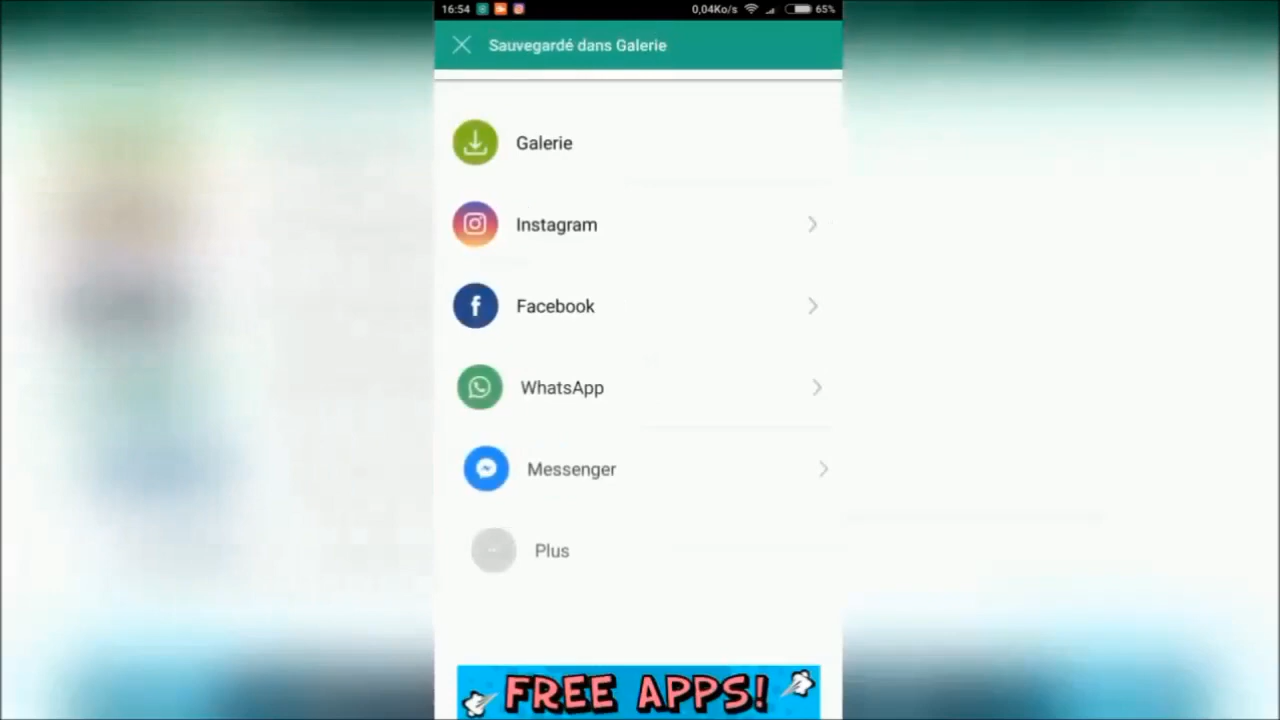 16:54 0,04Ko/s 65%
Sauvegardé dans Galerie
Galerie
Instagram
Facebook
WhatsApp
Messenger
Plus
FREE APPS!